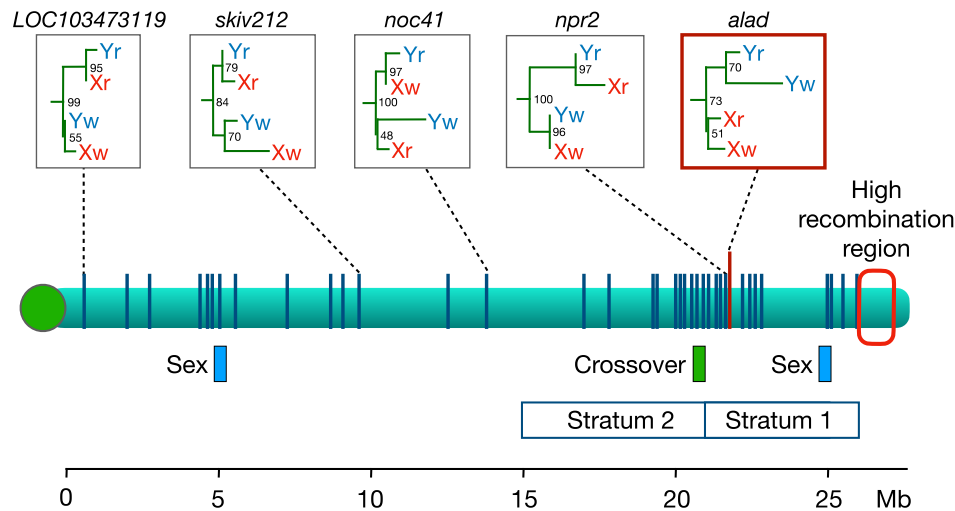 LOC103473119 skiv212 noc41 npr2 alad
Yr 95 Xr 99 Yw 55 Xw
Yr 79 Xr 84 Yw 70 Xw
Yr 97 Xw 100 Yw 48 Xr
Yr 97 Xr 100 Yw 96 Xw
Yr 70 Yw 73 Xr 51 Xw
High
recombination
region
Sex Crossover Sex
Stratum 2 Stratum 1
0 5 10 15 20 25 Mb